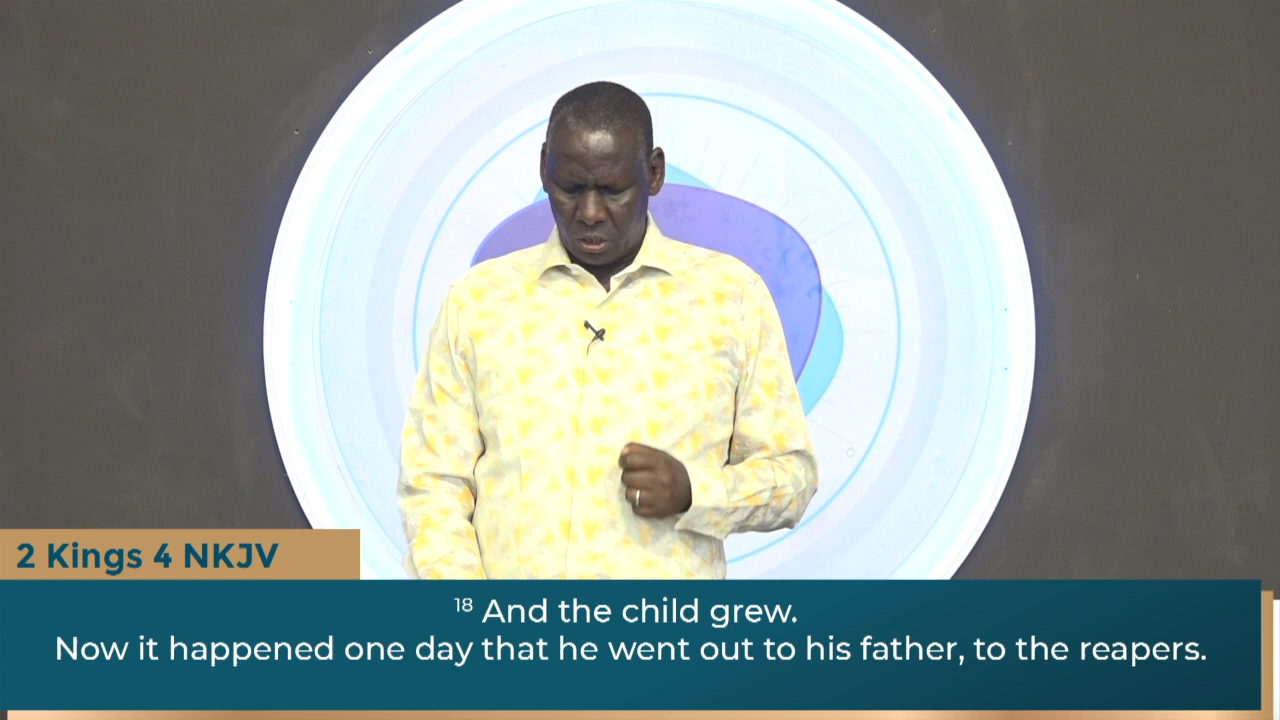 2 Kings 4 NKJV
18 And the child grew.
Now it happened one day that he went out to his father, to the reapers.